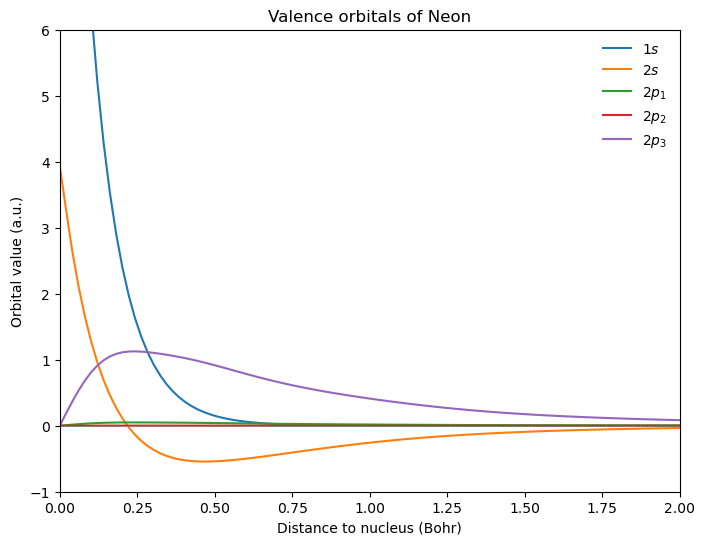 Valence orbitals of Neon
1s
2s
2p₁
2p₂
2p₃
6
5
4
3
2
1
0
−1
Orbital value (a.u.)
0.00 0.25 0.50 0.75 1.00 1.25 1.50 1.75 2.00
Distance to nucleus (Bohr)